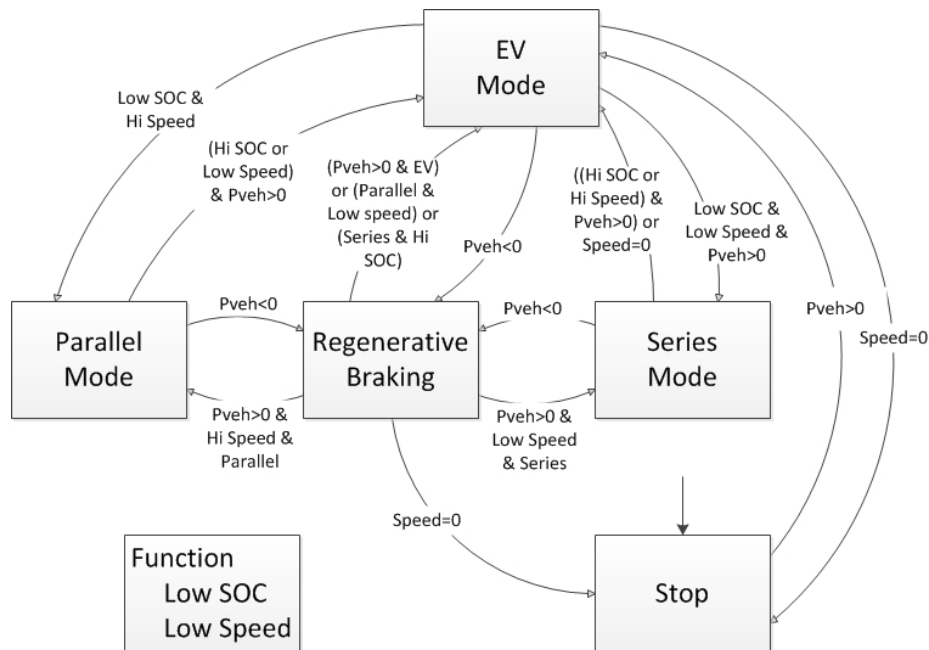 EV
Mode
Low SOC &
Hi Speed
(Hi SOC or
Low Speed)
& Pveh>0
(Pveh>0 & EV)
or (Parallel &
Low speed) or
(Series & Hi
SOC)
Pveh<0
((Hi SOC or
Hi Speed) &
Pveh>0) or
Speed=0
Low SOC &
Low Speed &
Pveh>0
Pveh>0
Speed=0
Parallel
Mode
Pveh<0
Regenerative
Braking
Pveh<0
Series
Mode
Pveh>0 &
Hi Speed &
Parallel
Pveh>0 &
Low Speed
& Series
Speed=0
Function
Low SOC
Low Speed
Stop